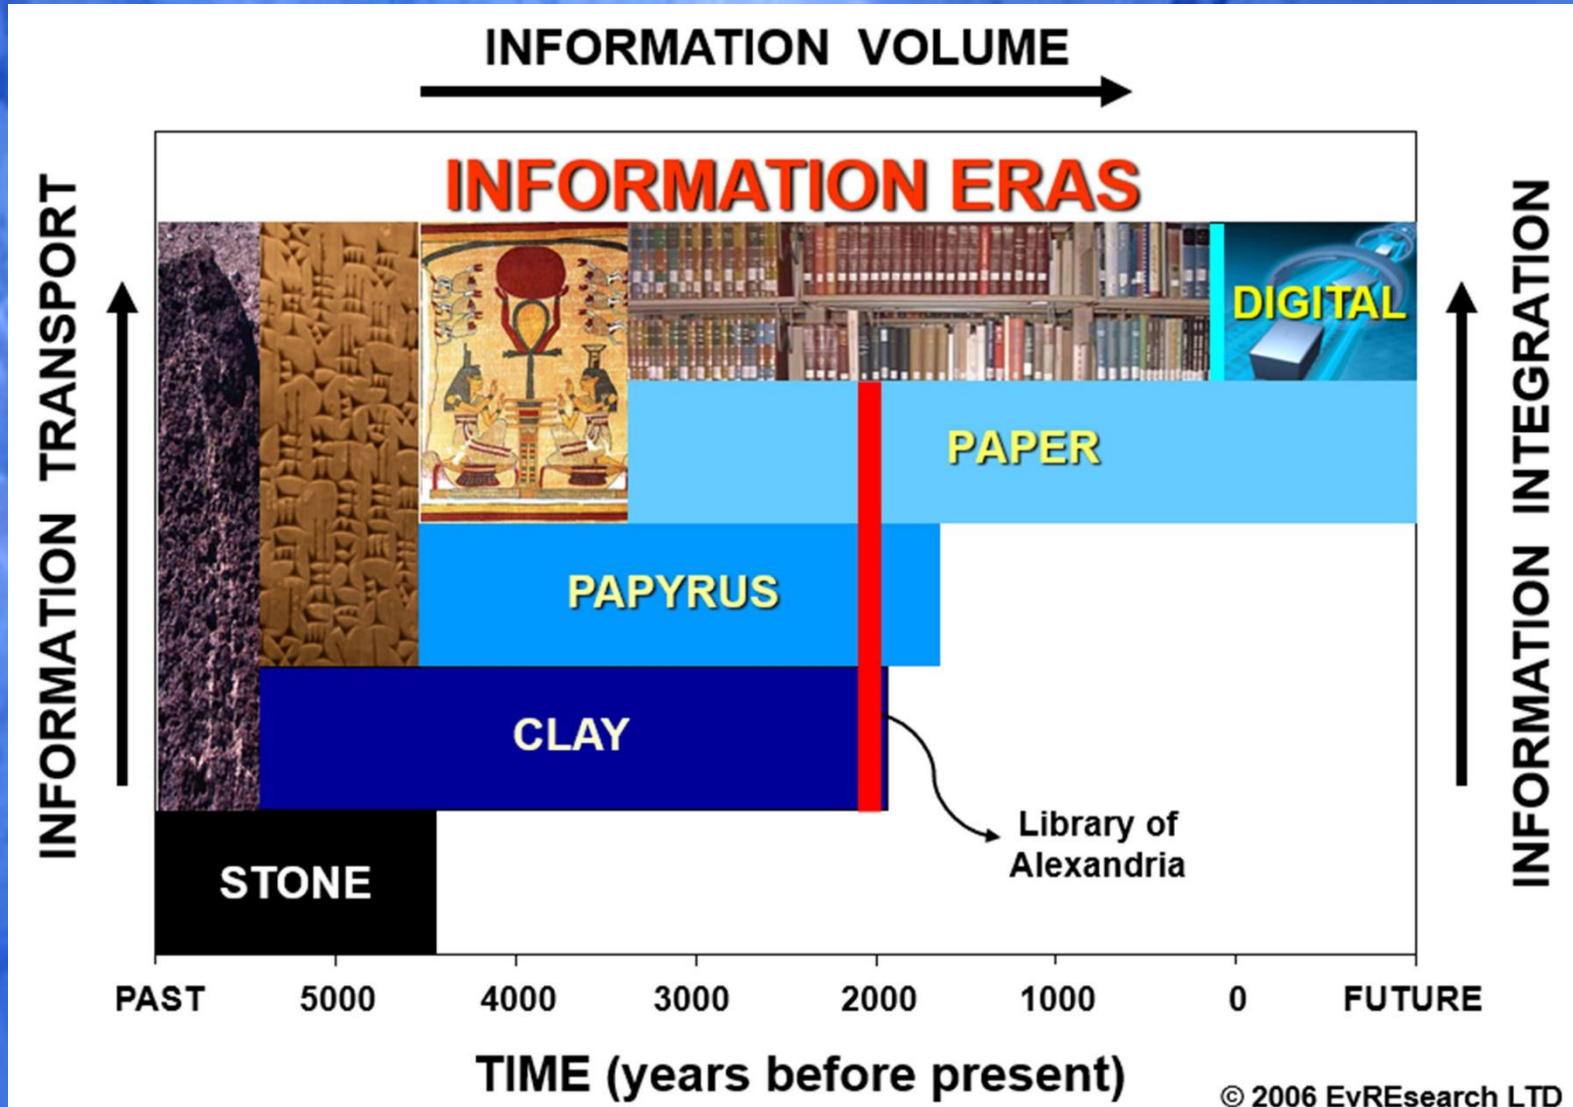 INFORMATION VOLUME
INFORMATION ERAS
INFORMATION TRANSPORT
INFORMATION INTEGRATION
DIGITAL
PAPER
PAPYRUS
CLAY
Library of
Alexandria
STONE
PAST 5000 4000 3000 2000 1000 0 FUTURE
TIME (years before present)
© 2006 EvREsearch LTD